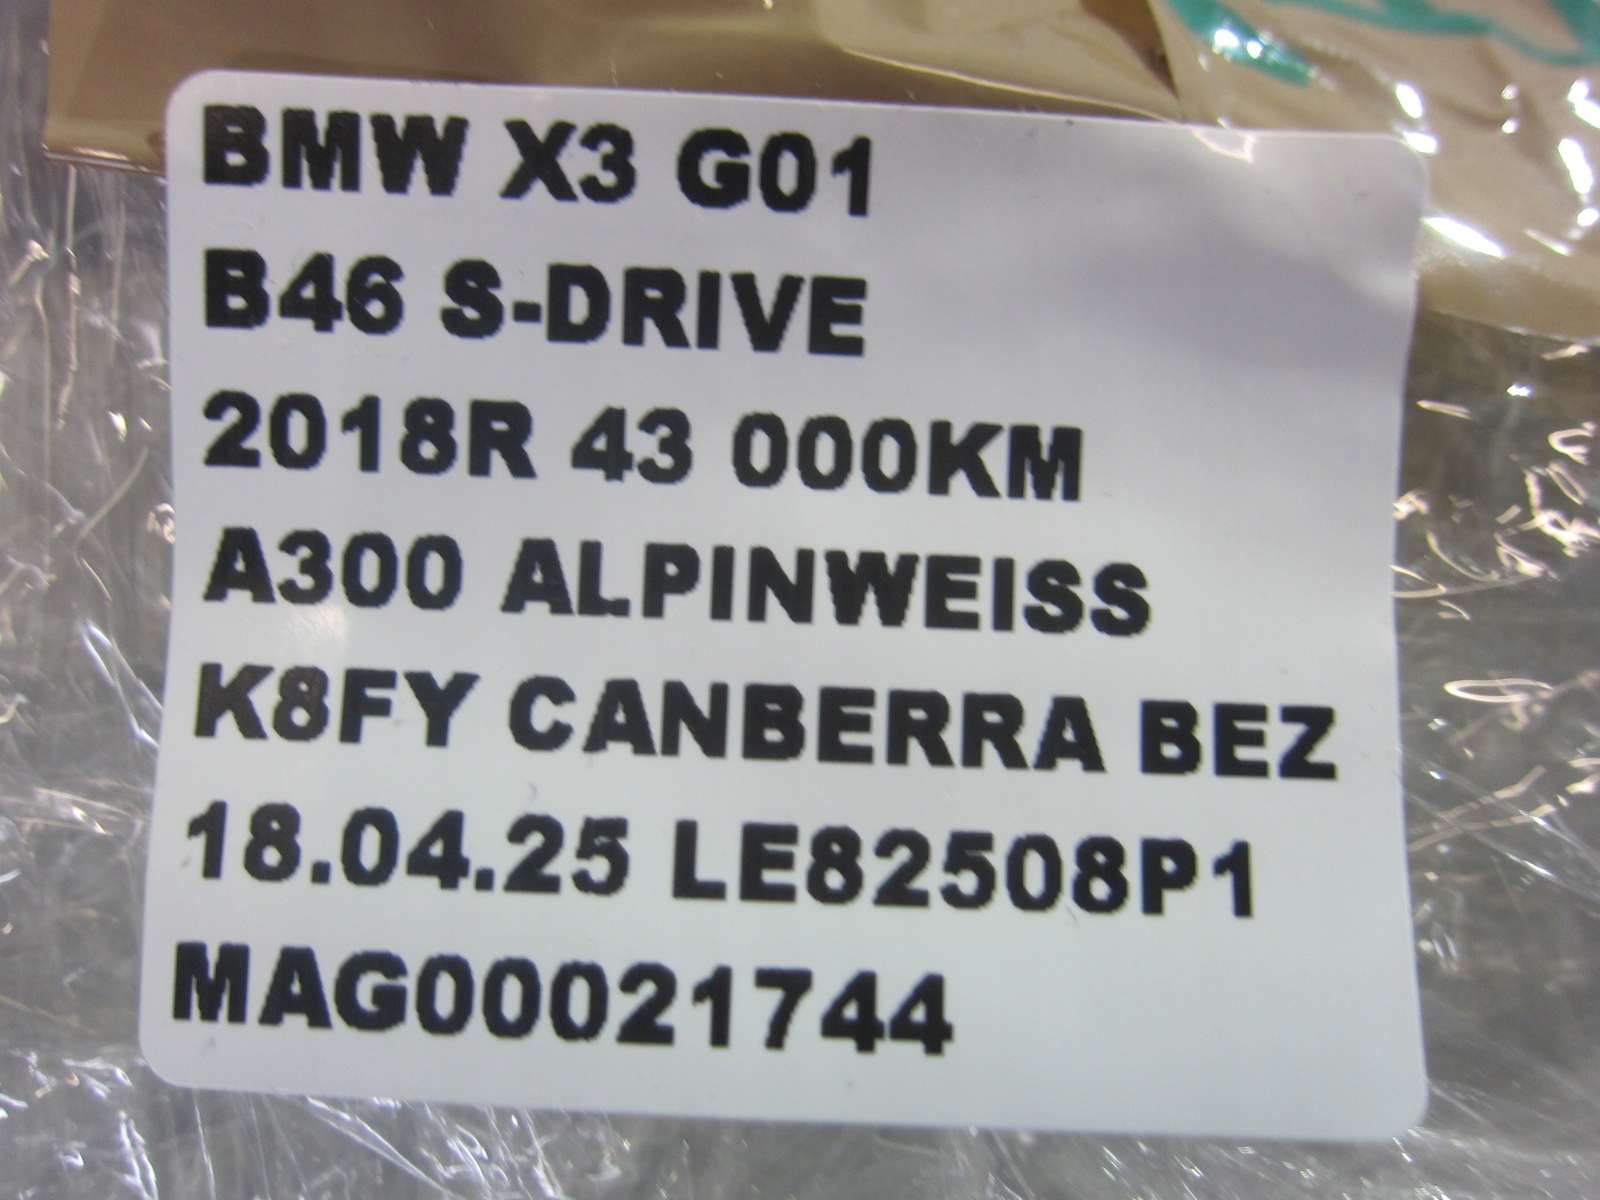 BMW X3 G01
B46 S-DRIVE
2018R 43 000KM
A300 ALPINWEISS
K8FY CANBERRA BEZ
18.04.25 LE82508P1
MAG00021744